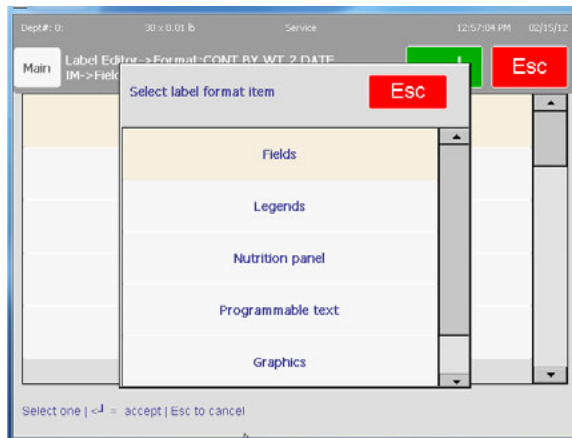 Dept#: 0: 30 x 0.01 lb Service 12:57:04 PM 02/15/12
Main
Label Editor->Format:CONT BY WT 2 DATE
IM->Field
Esc
Select label format item
Esc
Fields
Legends
Nutrition panel
Programmable text
Graphics
Select one | <┘ = accept | Esc to cancel